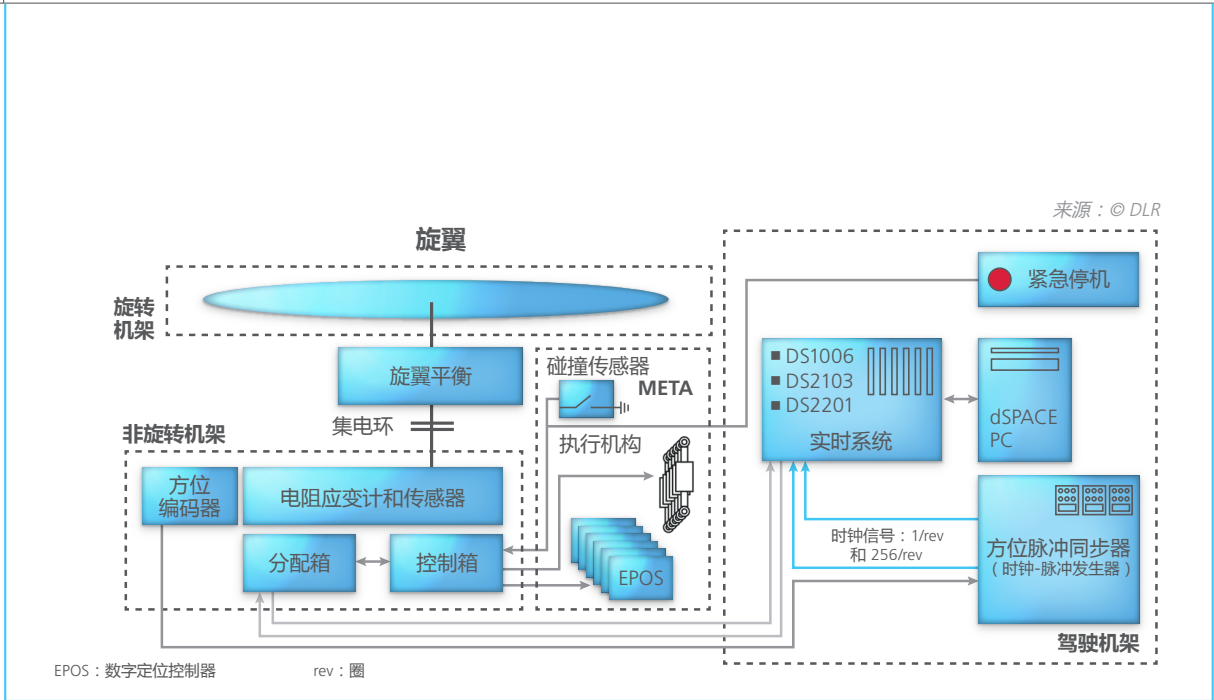 来源：© DLR
旋翼
紧急停机
旋转
机架
旋翼平衡
碰撞传感器
META
■ DS1006
■ DS2103
■ DS2201
实时系统
dSPACE
PC
集电环
非旋转机架
执行机构
方位
编码器
电阻应变计和传感器
分配箱
控制箱
EPOS
时钟信号：1/rev
和 256/rev
方位脉冲同步器
（时钟-脉冲发生器）
驾驶机架
EPOS：数字定位控制器
rev：圈